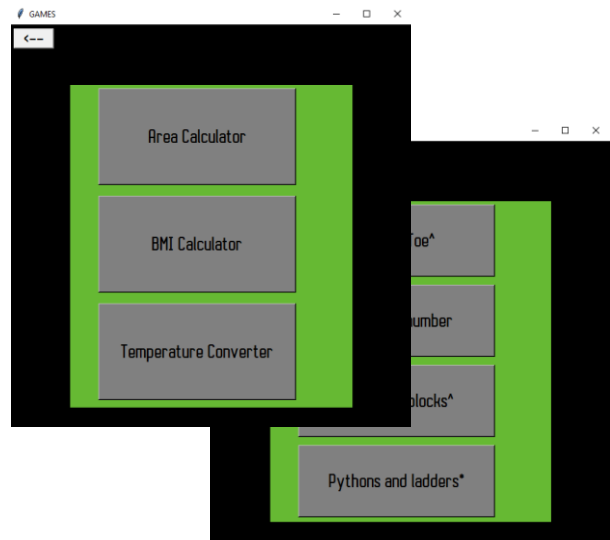 GAMES
<--
Area Calculator
BMI Calculator
Temperature Converter
Toe^
number
blocks^
Pythons and ladders*